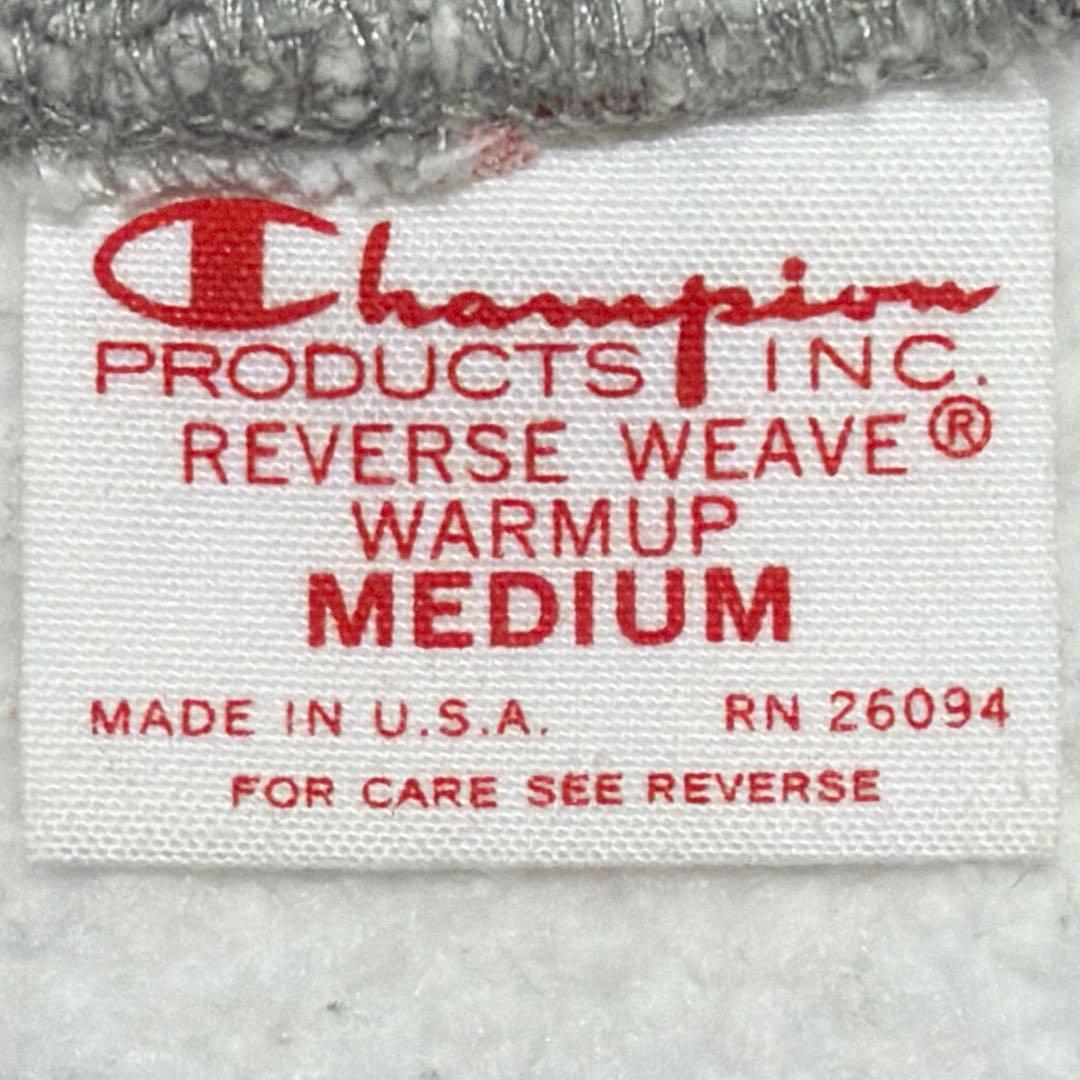 Champion
PRODUCTS INC.
REVERSE WEAVE®
WARMUP
MEDIUM
MADE IN U.S.A. RN 26094
FOR CARE SEE REVERSE